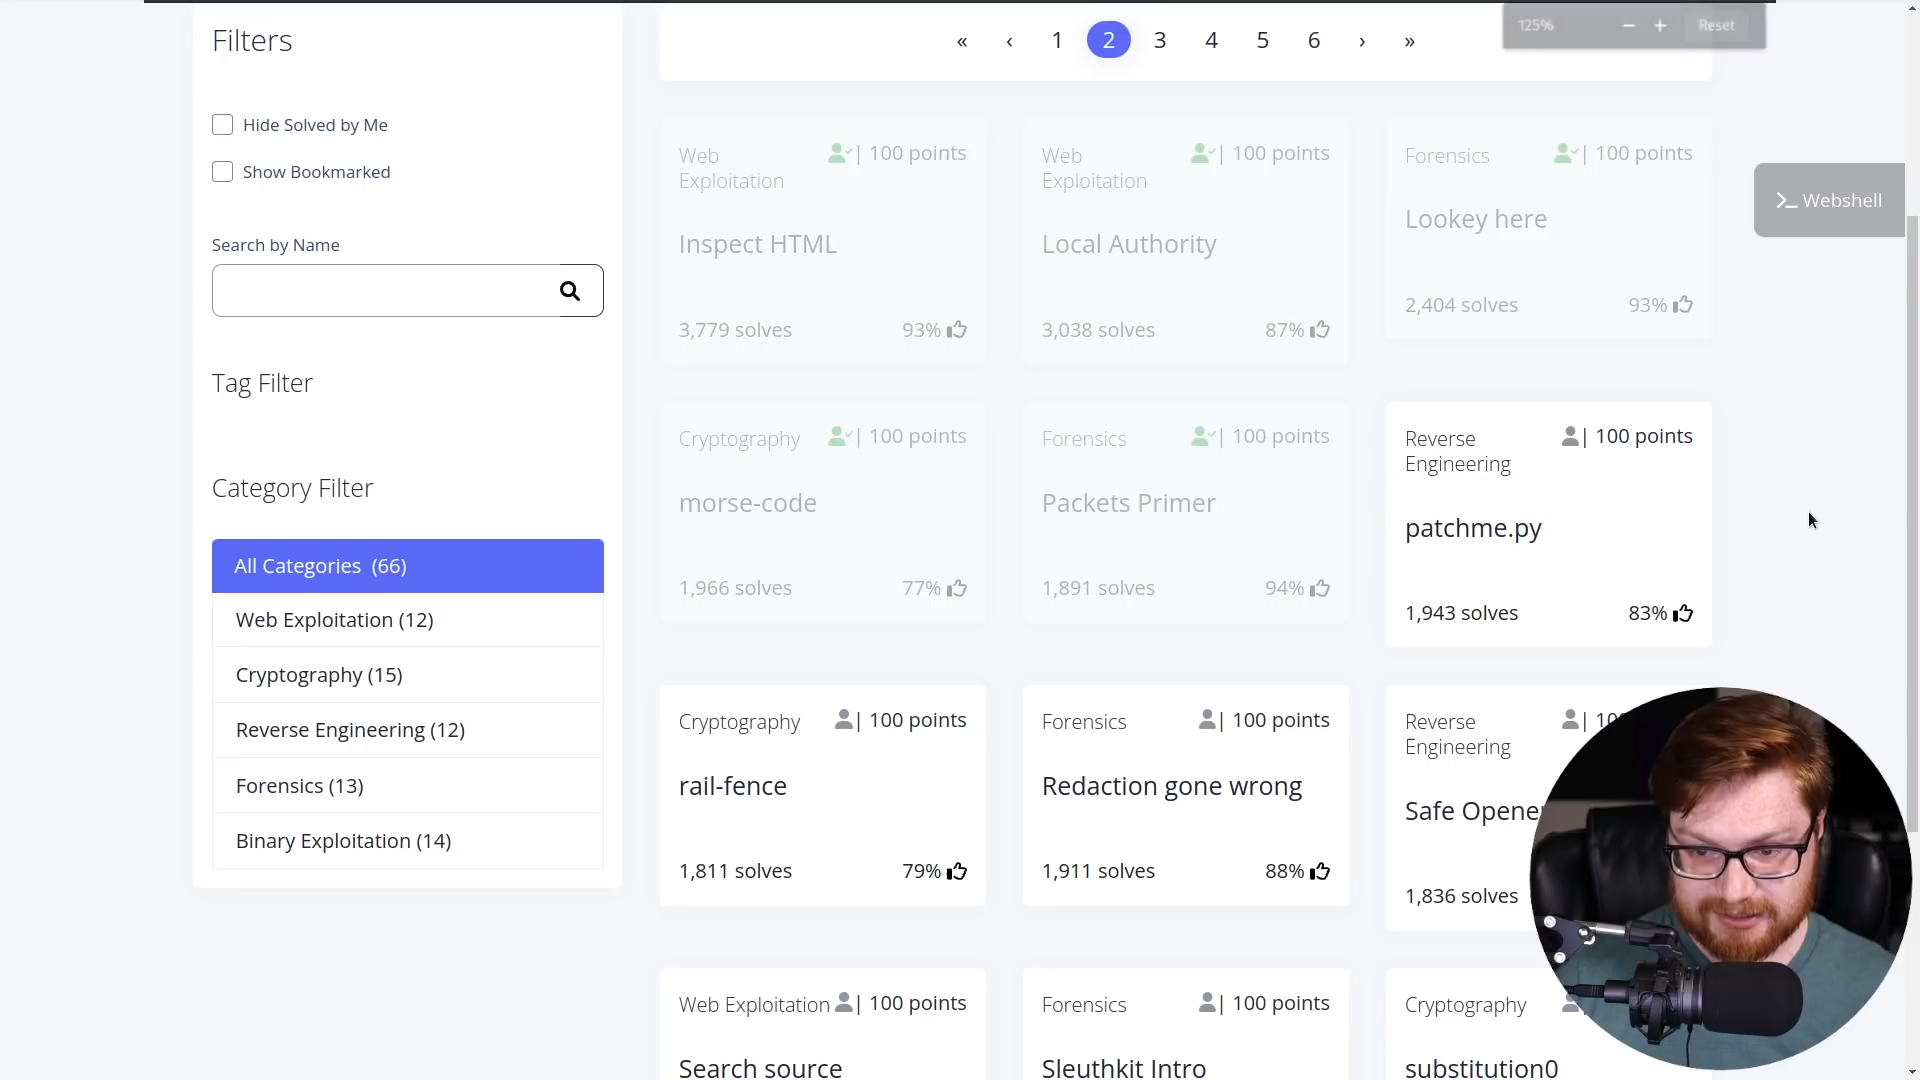 Filters
Hide Solved by Me
Show Bookmarked
Search by Name
Tag Filter
Category Filter
All Categories (66)
Web Exploitation (12)
Cryptography (15)
Reverse Engineering (12)
Forensics (13)
Binary Exploitation (14)
« ‹ 1 2 3 4 5 6 › »
125% − + Reset
>_ Webshell
Web Exploitation | 100 points
Inspect HTML
3,779 solves 93%
Web Exploitation | 100 points
Local Authority
3,038 solves 87%
Forensics | 100 points
Lookey here
2,404 solves 93%
Cryptography | 100 points
morse-code
1,966 solves 77%
Forensics | 100 points
Packets Primer
1,891 solves 94%
Reverse Engineering | 100 points
patchme.py
1,943 solves 83%
Cryptography | 100 points
rail-fence
1,811 solves 79%
Forensics | 100 points
Redaction gone wrong
1,911 solves 88%
Reverse Engineering |
Safe
1,836 solves
Web Exploitation | 100 points
Search source
Forensics | 100 points
Sleuthkit Intro
Cryptography
substitution0